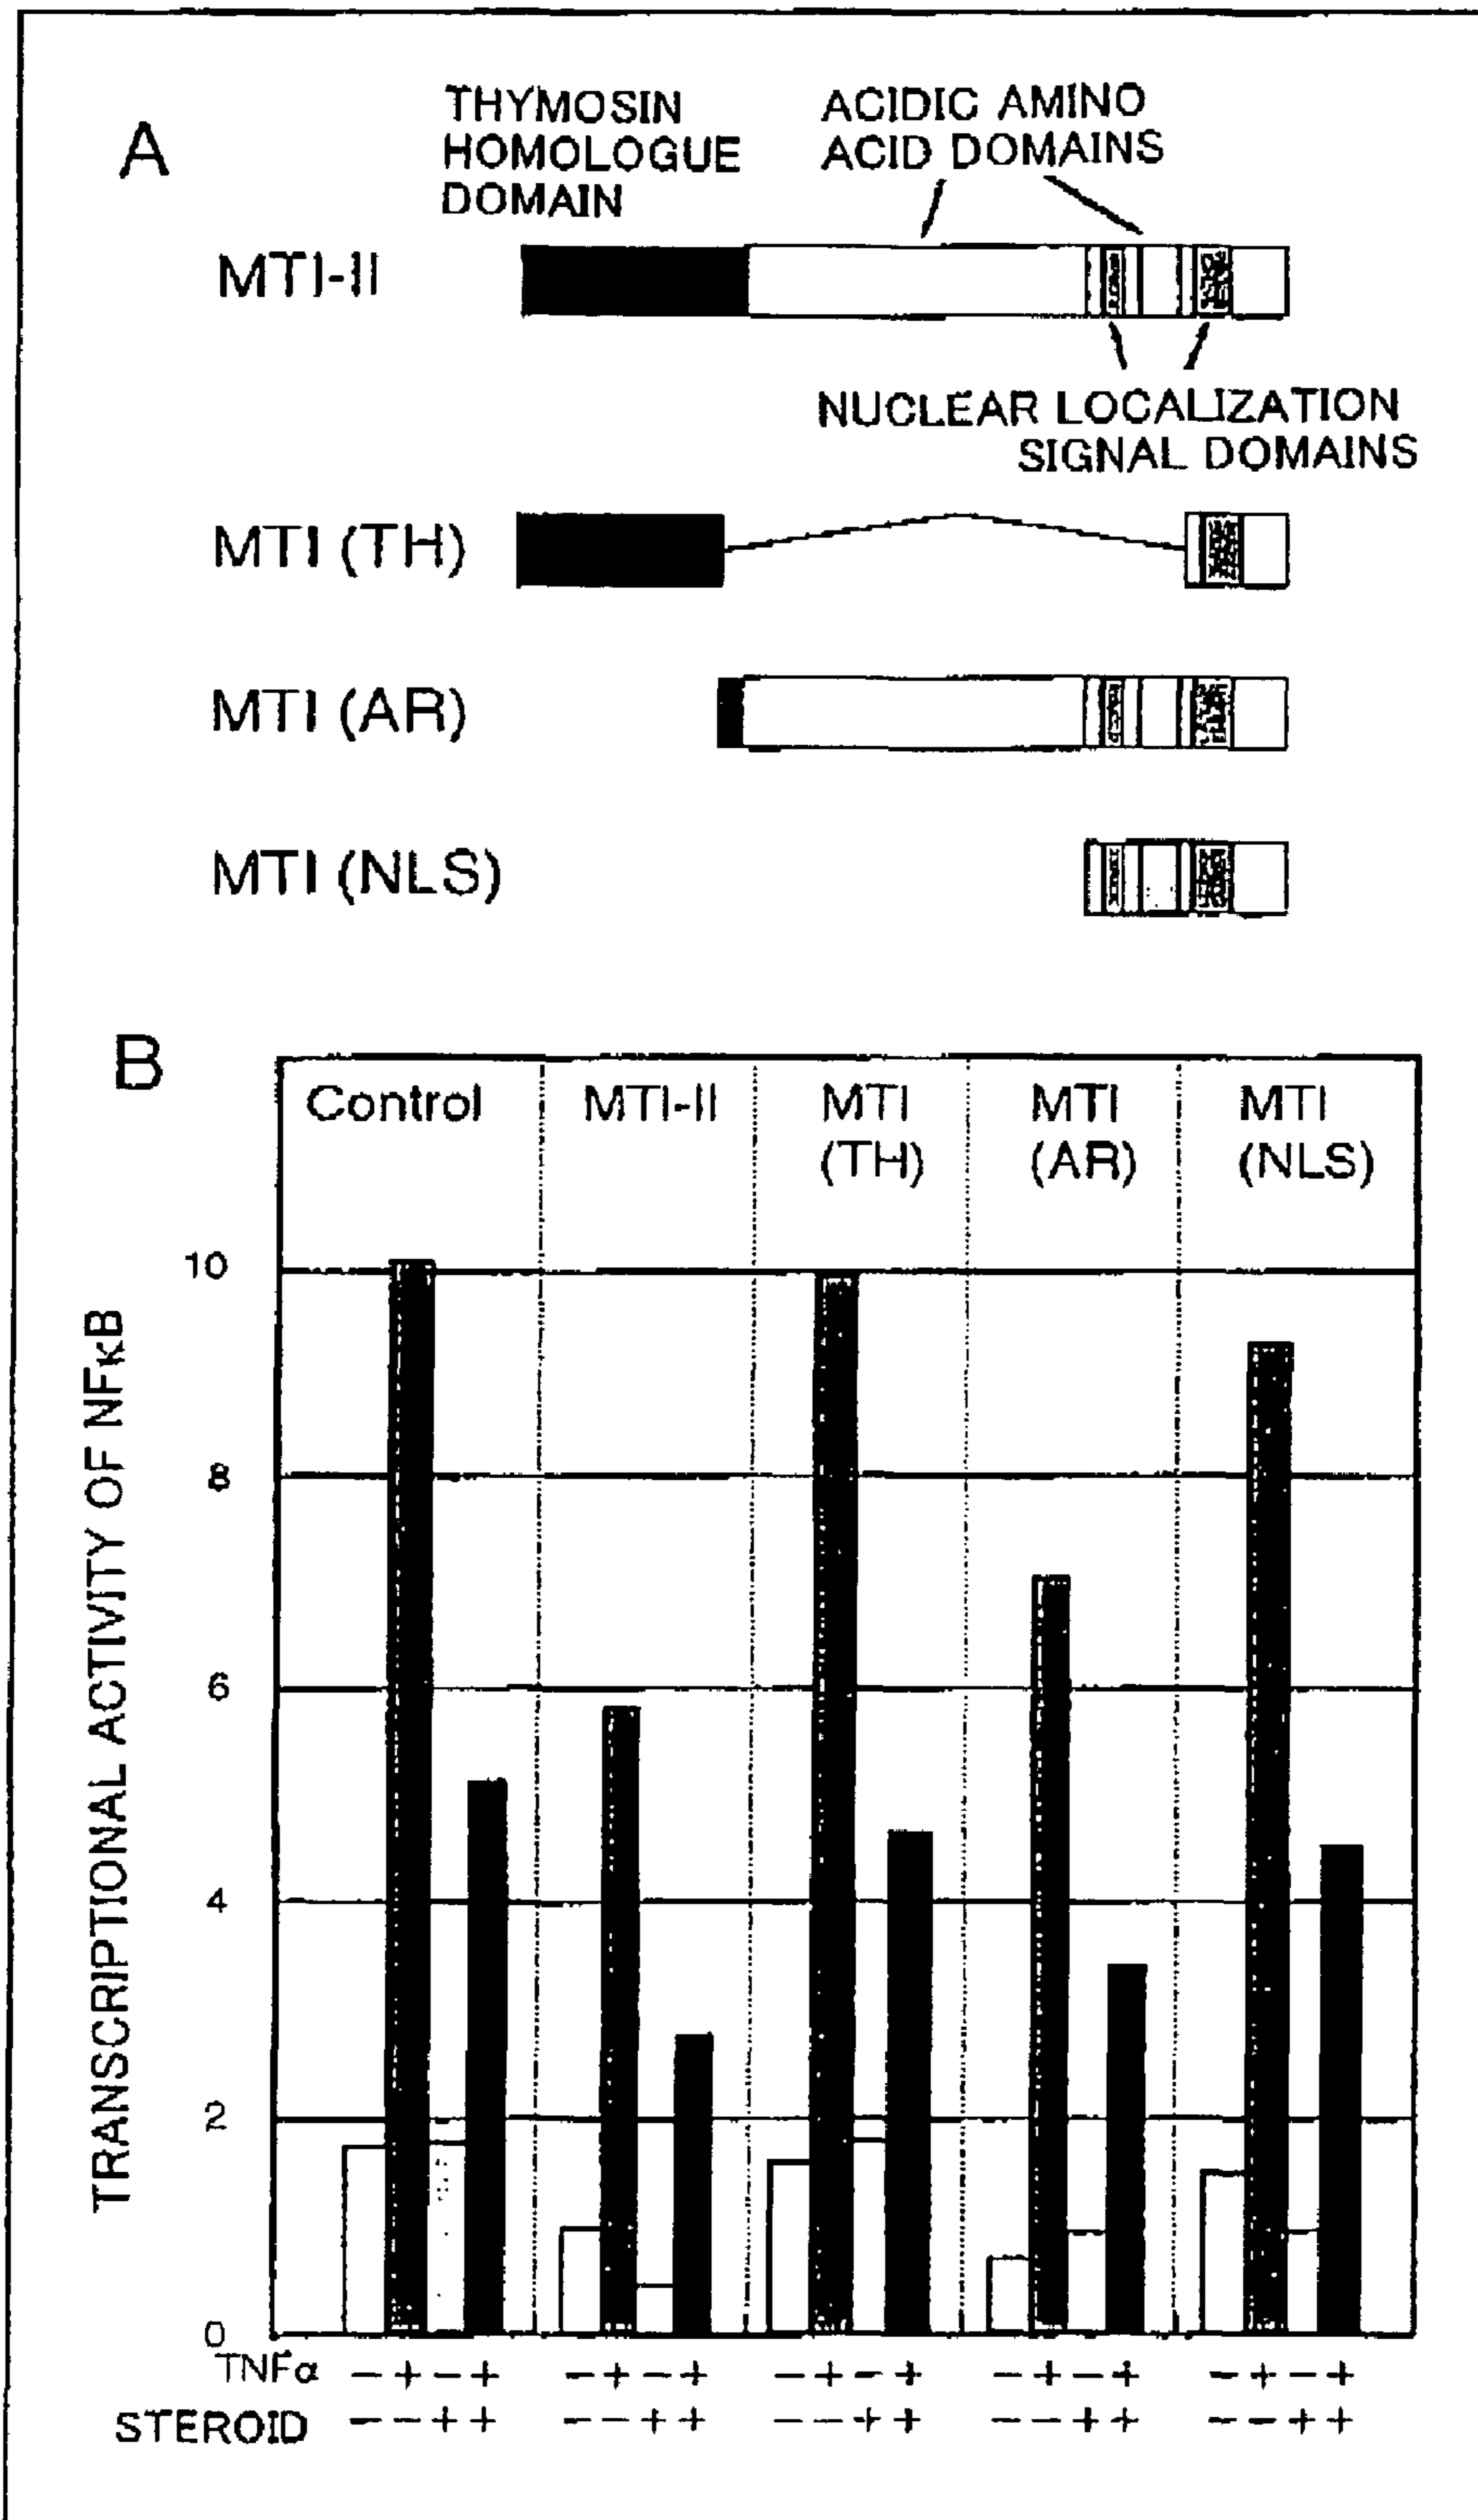 A
THYMOSIN
HOMOLOGUE
DOMAIN
ACIDIC AMINO
ACID DOMAINS
MTI-II
NUCLEAR LOCALIZATION
SIGNAL DOMAINS
MTI (TH)
MTI (AR)
MTI (NLS)
B
Control
MTI-II
MTI
(TH)
MTI
(AR)
MTI
(NLS)
TRANSCRIPTIONAL ACTIVITY OF NFκB
10
8
6
4
2
0
TNFα -+-+ -+-+ -+-+ -+-+ -+-+
STEROID --++ --++ --++ --++ --++